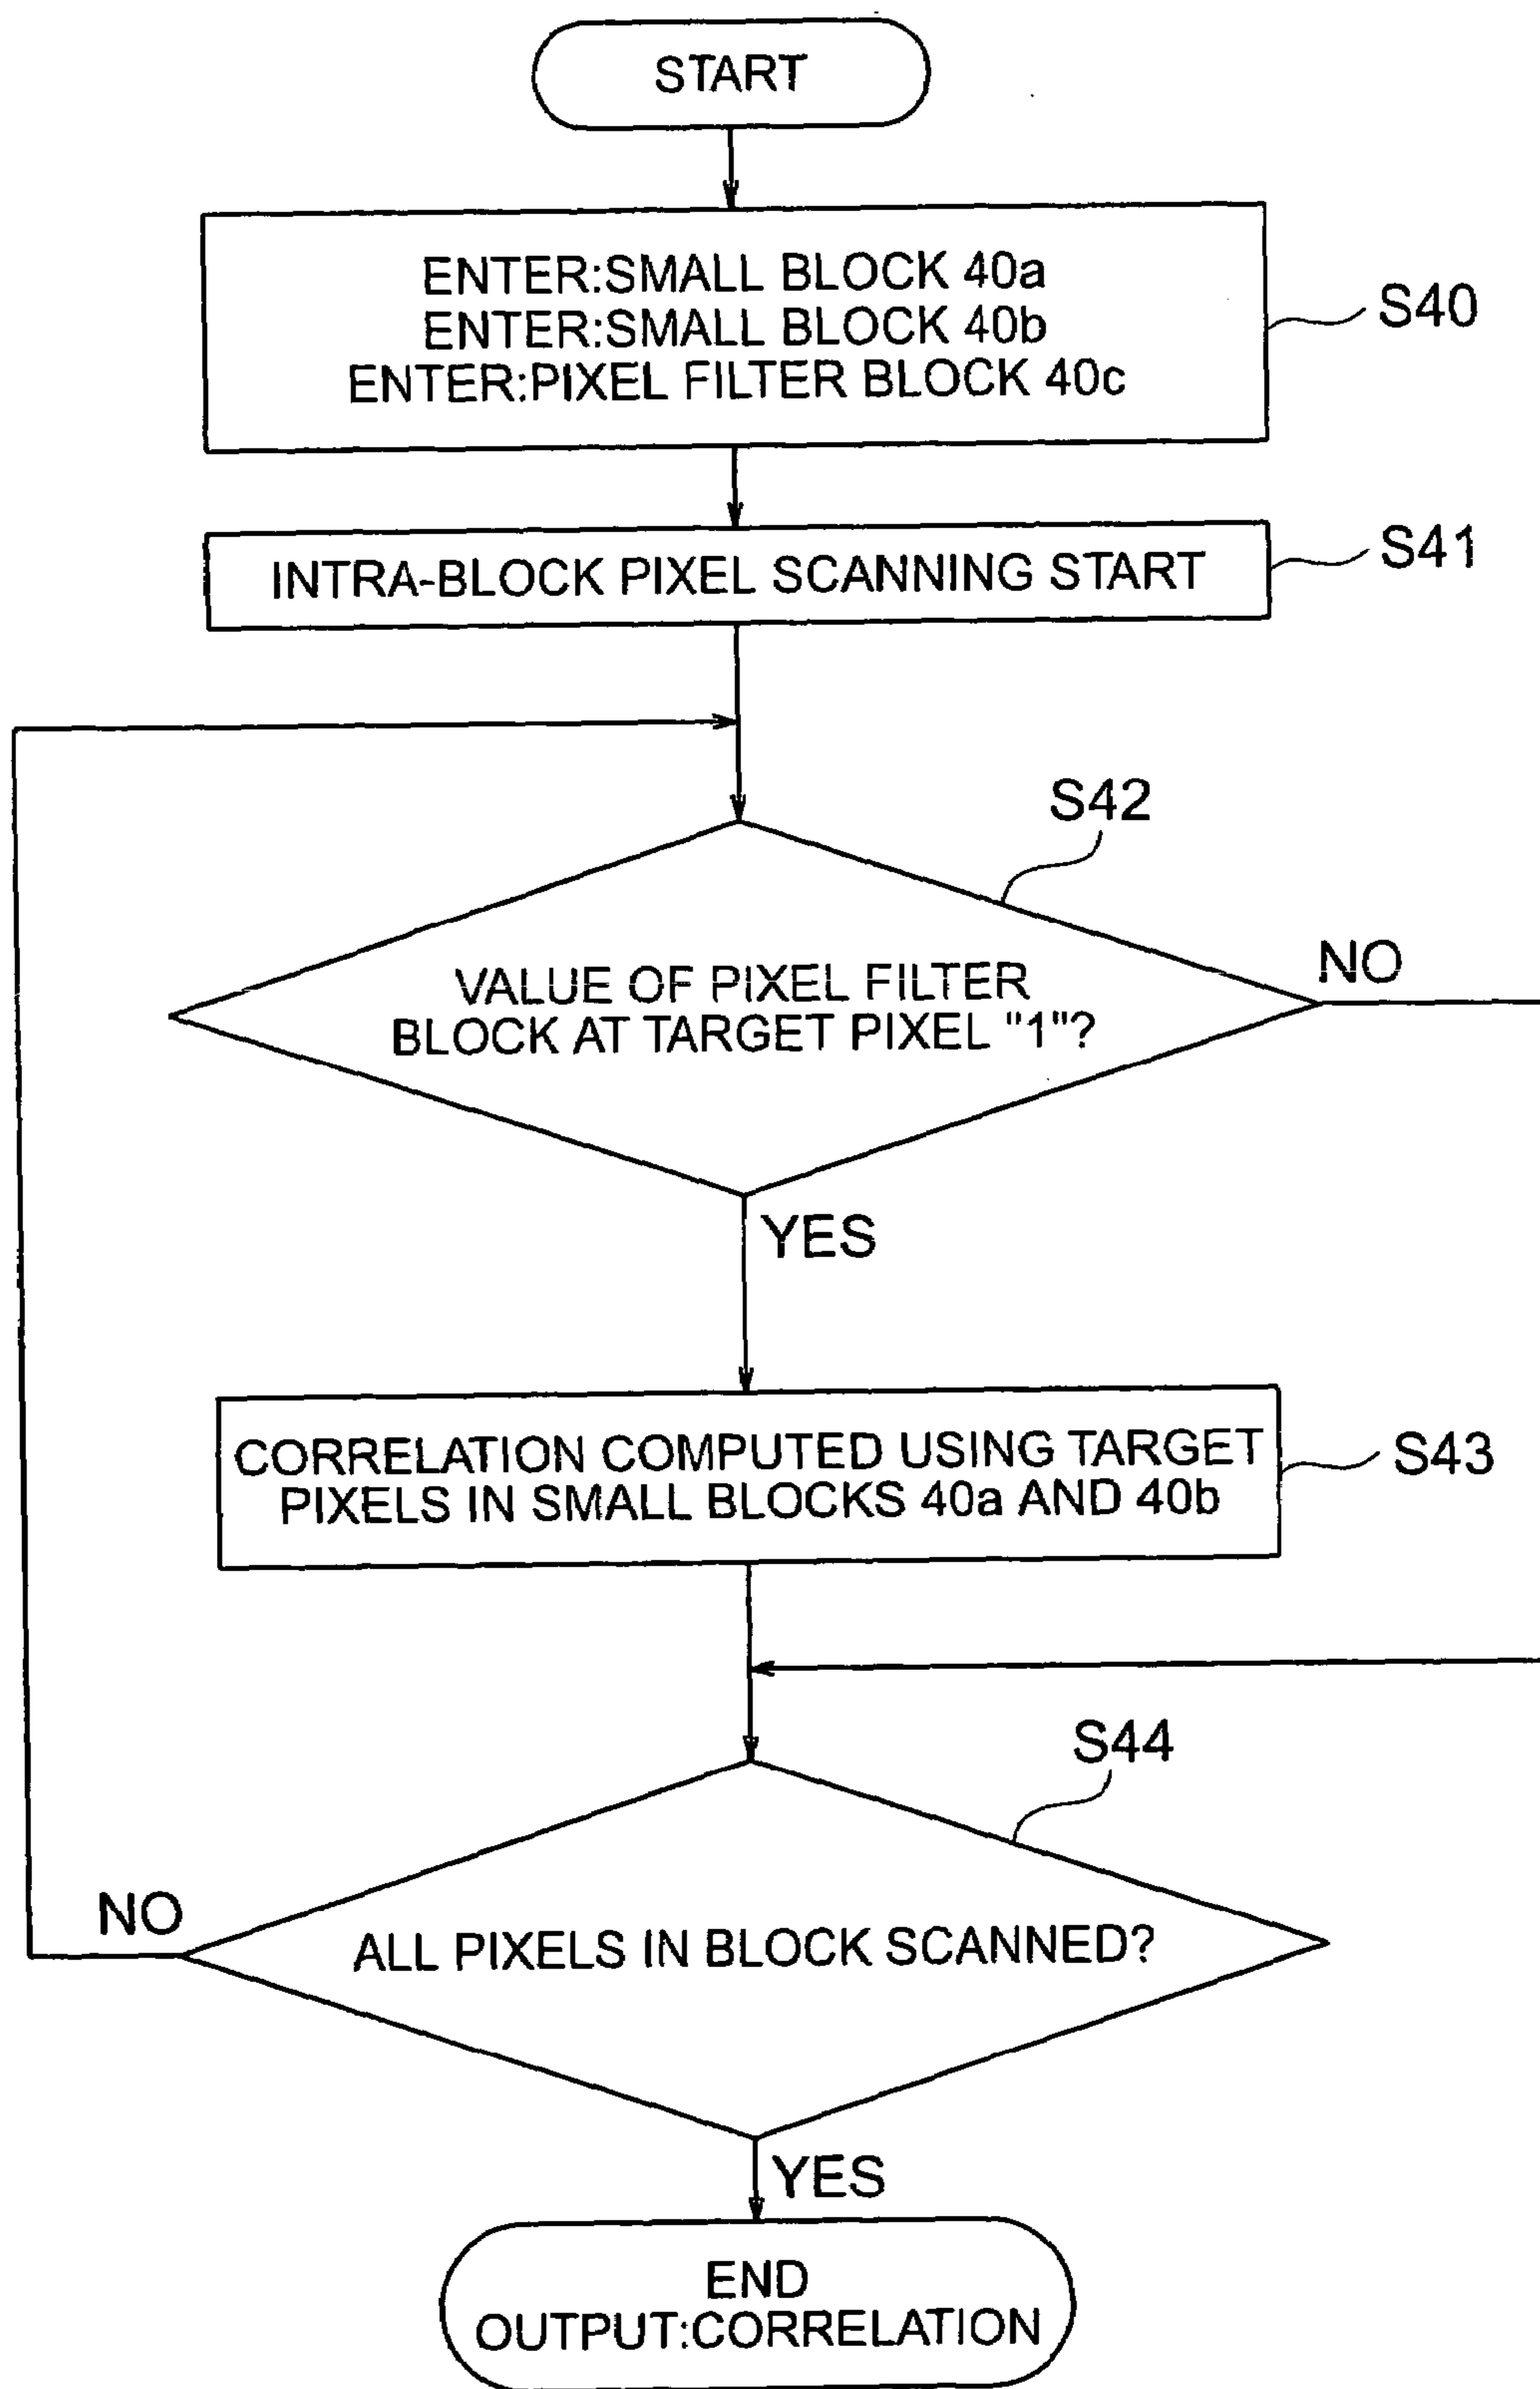 START
ENTER:SMALL BLOCK 40a
ENTER:SMALL BLOCK 40b
ENTER:PIXEL FILTER BLOCK 40c
S40
INTRA-BLOCK PIXEL SCANNING START
S41
S42
VALUE OF PIXEL FILTER
BLOCK AT TARGET PIXEL "1"?
NO
YES
CORRELATION COMPUTED USING TARGET
PIXELS IN SMALL BLOCKS 40a AND 40b
S43
S44
NO
ALL PIXELS IN BLOCK SCANNED?
YES
END
OUTPUT:CORRELATION